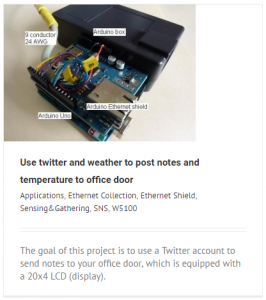 9 conductor
24 AWG
Arduino box
Arduino Ethernet shield
Arduino Uno
Use twitter and weather to post notes and
temperature to office door
Applications, Ethernet Collection, Ethernet Shield,
Sensing&Gathering, SNS, W5100
The goal of this project is to use a Twitter account to
send notes to your office door, which is equipped with
a 20x4 LCD (display).